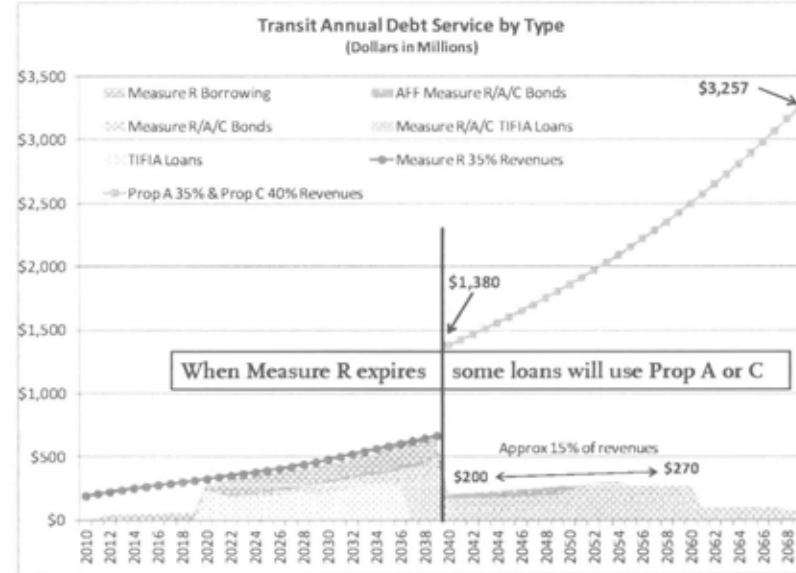 Transit Annual Debt Service by Type
(Dollars in Millions)
$3,500
Measure R Borrowing
AFF Measure R/A/C Bonds
$3,257
Measure R/A/C Bonds
Measure R/A/C TIFIA Loans
$3,000
TIFIA Loans
Measure R 35% Revenues
Prop A 35% & Prop C 40% Revenues
$2,500
$2,000
$1,380
$1,500
When Measure R expires some loans will use Prop A or C
$1,000
Approx 15% of revenues
$500
$200
$270
$0
2010 2012 2014 2016 2018 2020 2022 2024 2026 2028 2030 2032 2034 2036 2038 2040 2042 2044 2046 2048 2050 2052 2054 2056 2058 2060 2062 2064 2066 2068